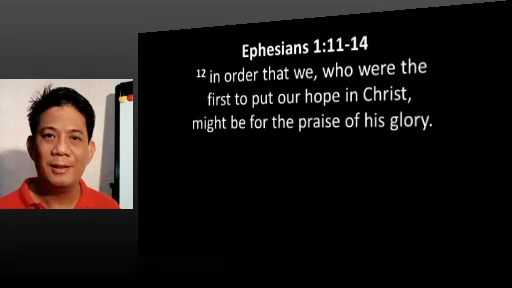 Ephesians 1:11-14
¹² in order that we, who were the
first to put our hope in Christ,
might be for the praise of his glory.